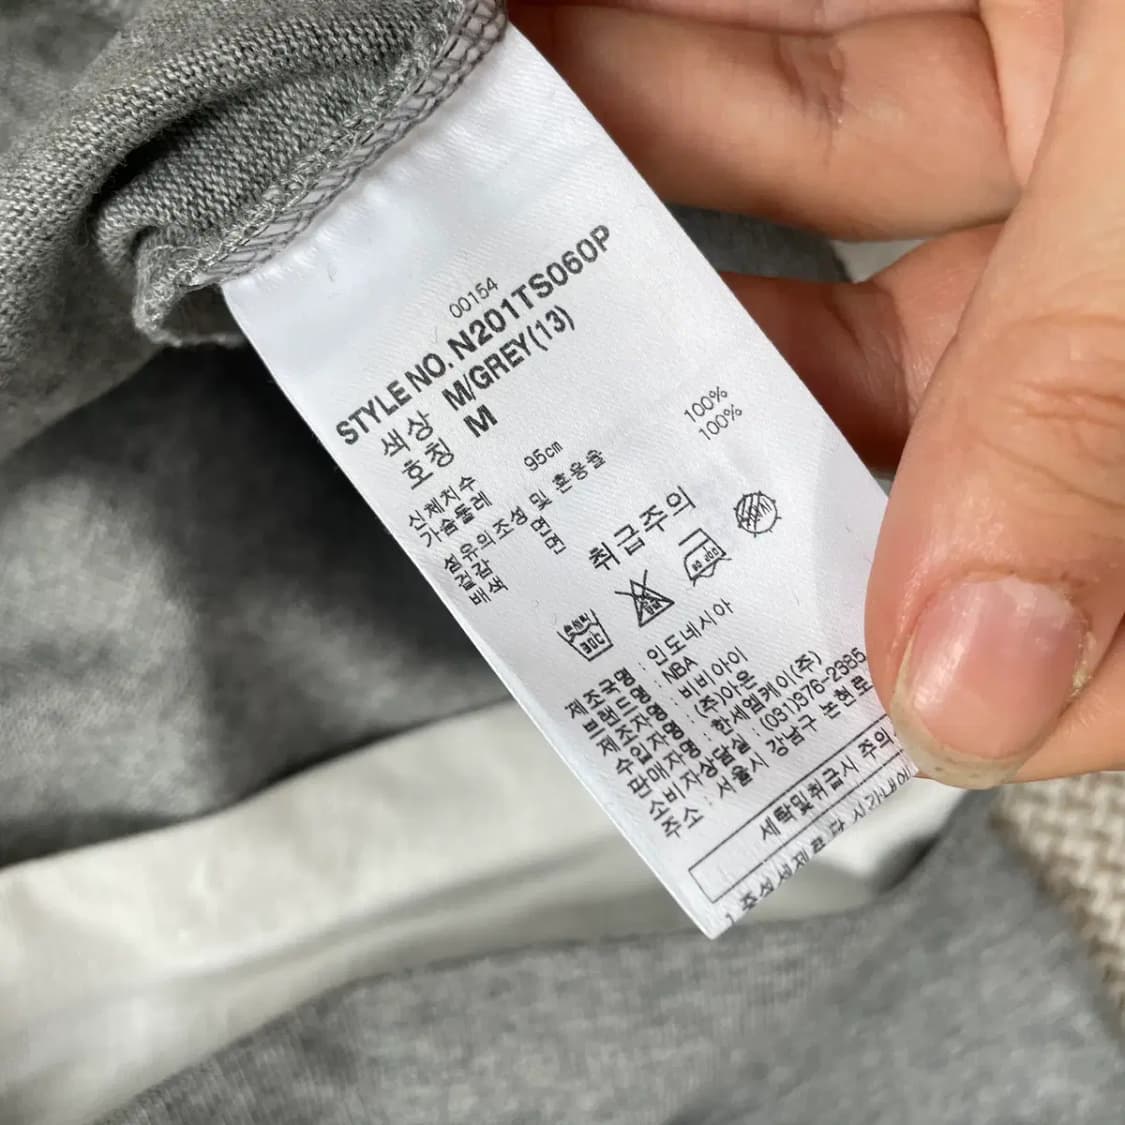 00154
STYLE NO. N201TS060P
색상 M/GREY(13)
호칭 M
신체치수
가슴둘레 95cm
섬유의조성 및 혼용율
겉감 면 100%
배색 면 100%
취급주의
제조국명 : 인도네시아
브랜드명 : NBA
제조자명 : 비비아이
수입자명 : (주)아은
판매자명 : 한세엠케이(주)
소비자상담실 : (031)376-2385
주소 : 서울시 강남구 논현로
세탁및취급시 주의